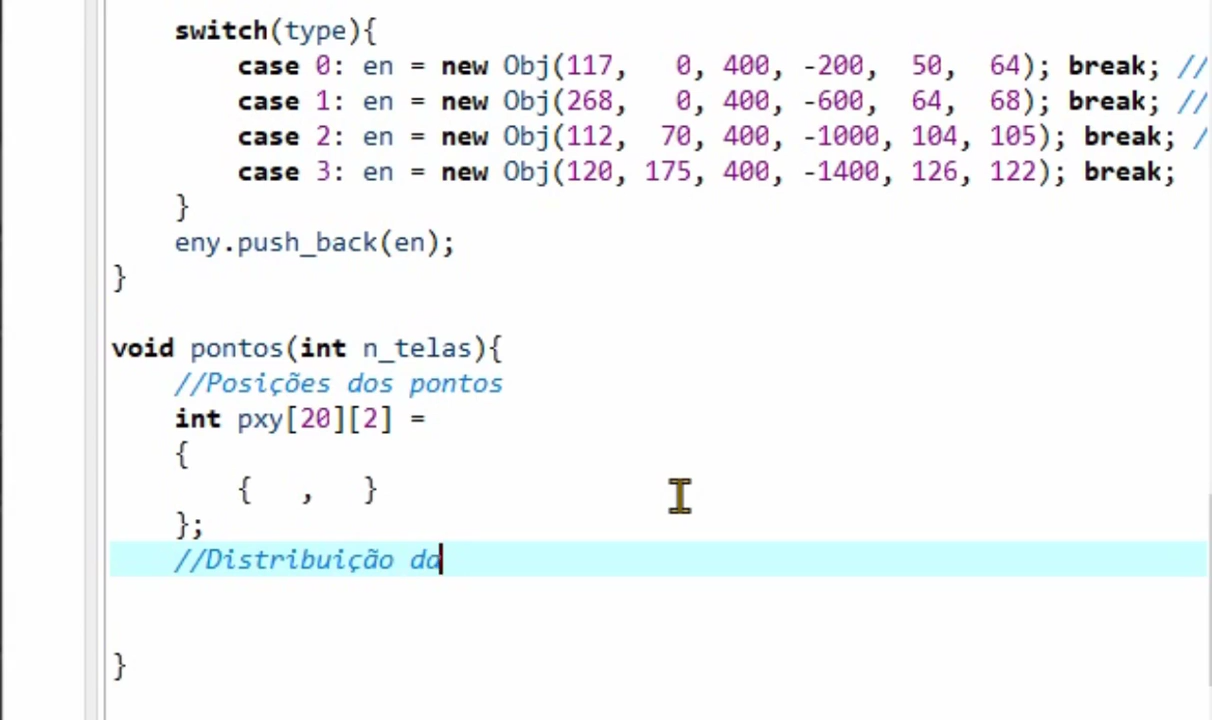 switch(type){
case 0: en = new Obj(117,   0, 400, -200,  50,  64); break; //
case 1: en = new Obj(268,   0, 400, -600,  64,  68); break; //
case 2: en = new Obj(112,  70, 400, -1000, 104, 105); break; /
case 3: en = new Obj(120, 175, 400, -1400, 126, 122); break;
}
eny.push_back(en);
}
void pontos(int n_telas){
//Posições dos pontos
int pxy[20][2] =
{
{   ,   }
};
//Distribuição da
}